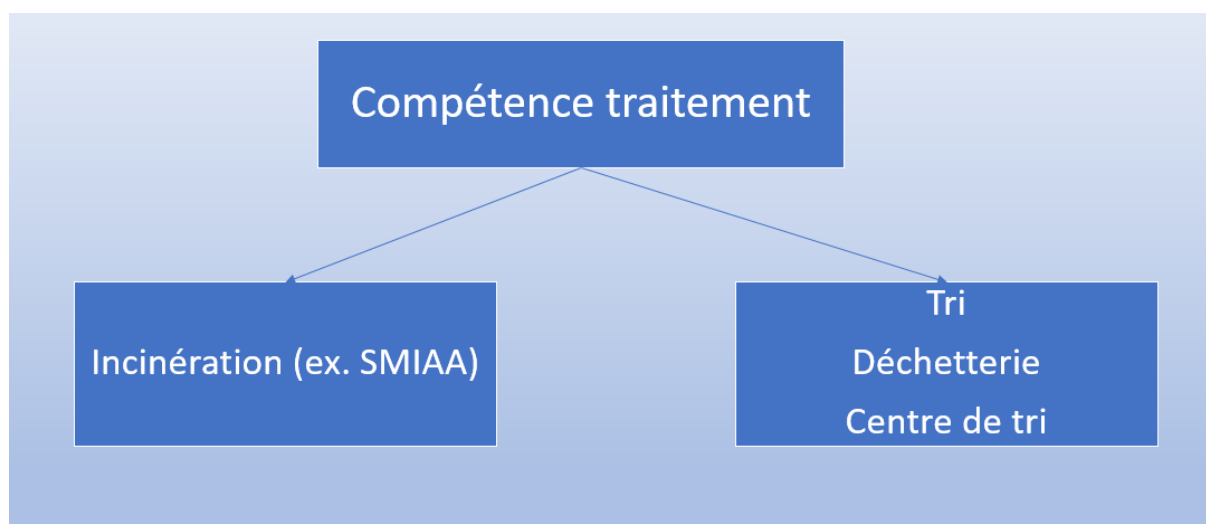 Compétence traitement
Incinération (ex. SMIAA)
Tri
Déchetterie
Centre de tri